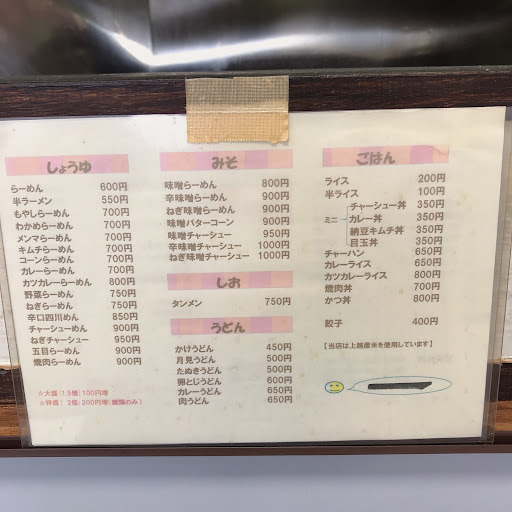 しょうゆ
らーめん 600円
半ラーメン 550円
もやしらーめん 700円
わかめらーめん 700円
メンマらーめん 700円
キムチらーめん 700円
コーンらーめん 700円
カレーらーめん 700円
カツカレーらーめん 800円
野菜らーめん 750円
ねぎらーめん 750円
辛口四川めん 850円
チャーシューめん 900円
ねぎチャーシュー 950円
五目らーめん 900円
焼肉らーめん 900円
☆大盛(1.5倍)100円増
☆特盛( 2倍)200円増(麺類のみ)
みそ
味噌らーめん 800円
辛味噌らーめん 900円
ねぎ味噌らーめん 900円
味噌バターコーン 900円
味噌チャーシュー 950円
辛味噌チャーシュー 1000円
ねぎ味噌チャーシュー 1000円
しお
タンメン 750円
うどん
かけうどん 450円
月見うどん 500円
たぬきうどん 500円
卵とじうどん 600円
カレーうどん 650円
肉うどん 650円
ごはん
ライス 200円
半ライス 100円
ミニ
チャーシュー丼 350円
カレー丼 350円
納豆キムチ丼 350円
目玉丼 350円
チャーハン 650円
カレーライス 650円
カツカレーライス 800円
焼肉丼 700円
かつ丼 800円
餃子 400円
【当店は上越産米を使用しています】